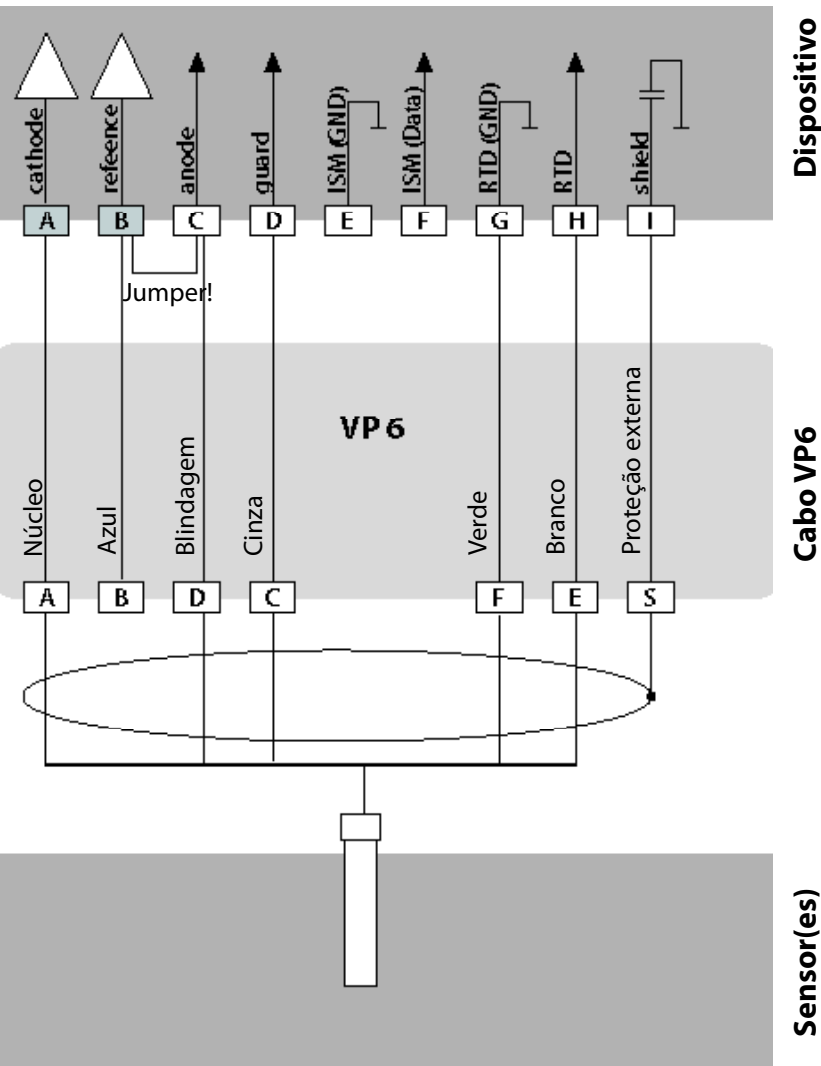 cathode
refeence
anode
guard
ISM (GND)
ISM (Data)
RTD (GND)
RTD
shield
Dispositivo
A B C D E F G H I
Jumper!
VP6
Núcleo
Azul
Blindagem
Cinza
Verde
Branco
Proteção externa
Cabo VP6
A B D C F E S
Sensor(es)